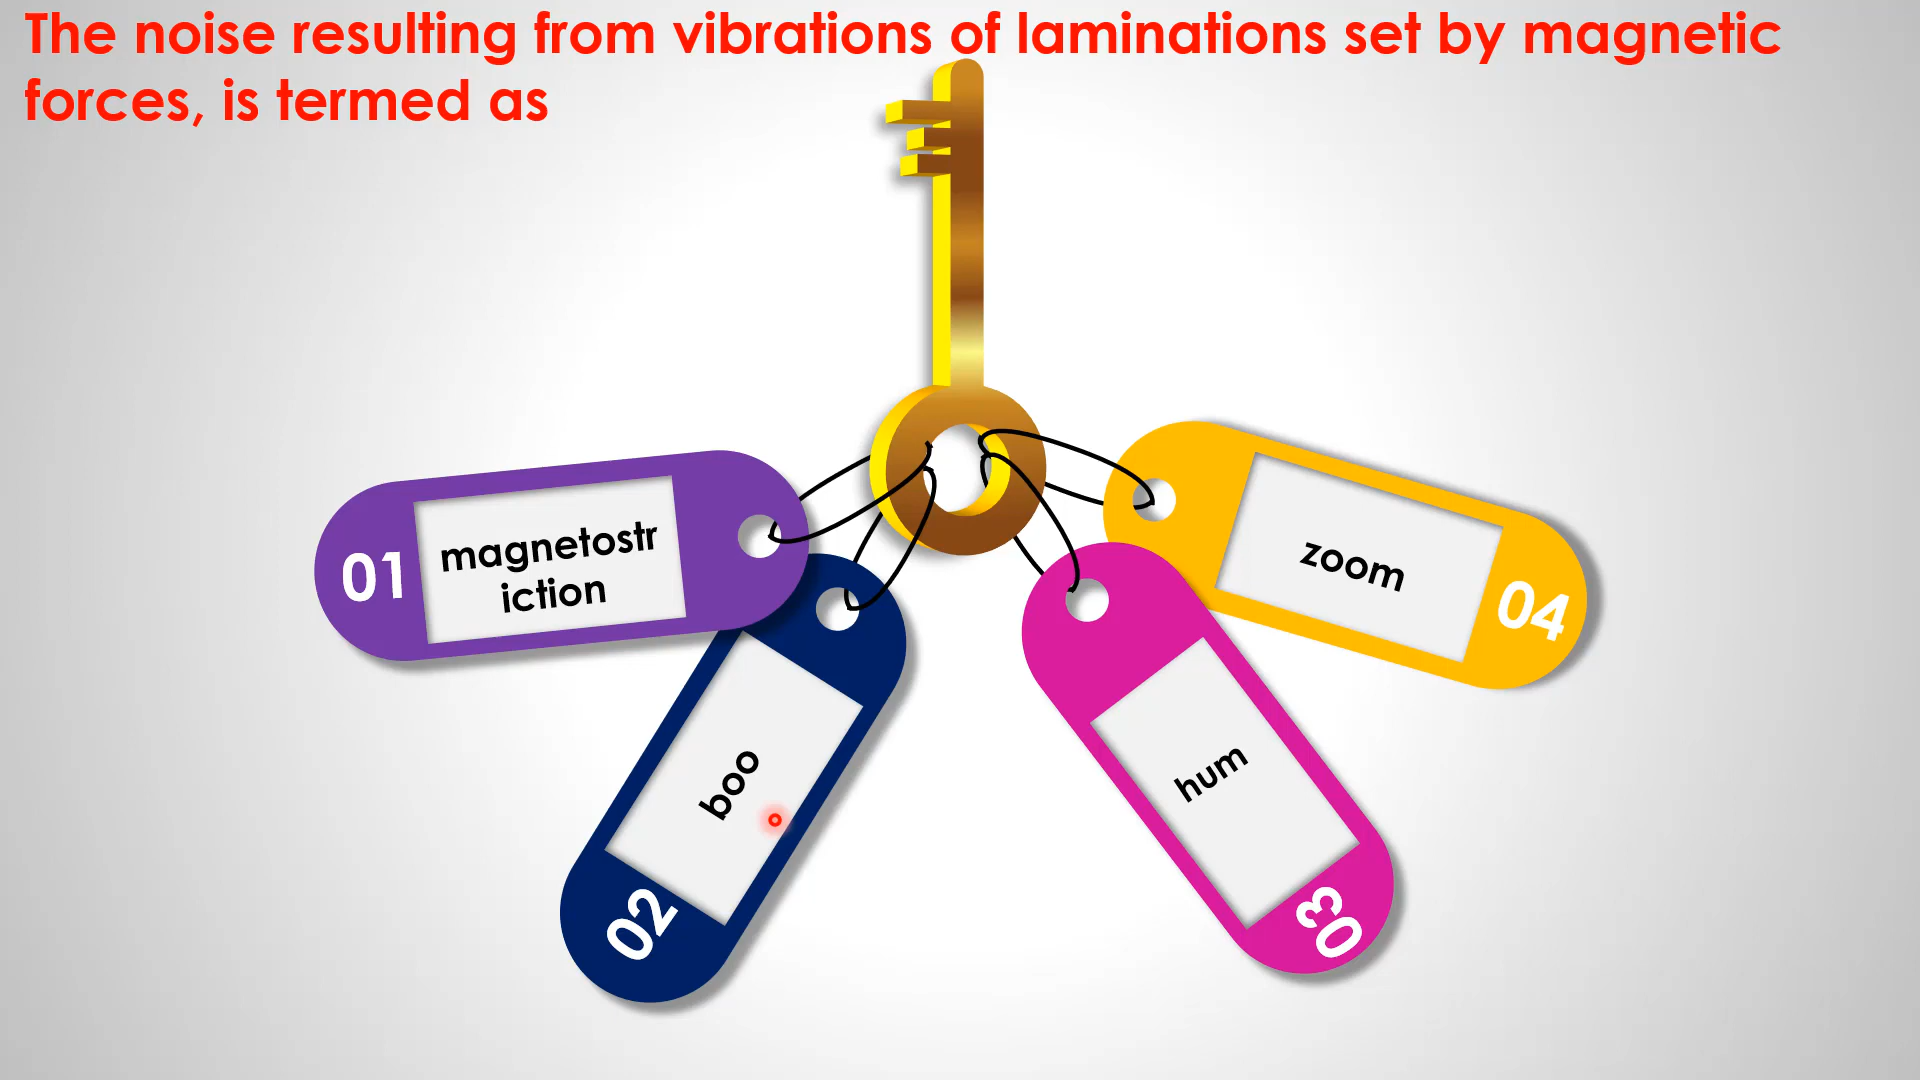 The noise resulting from vibrations of laminations set by magnetic
forces, is termed as
01
magnetostr
iction
02
boo
03
hum
04
zoom